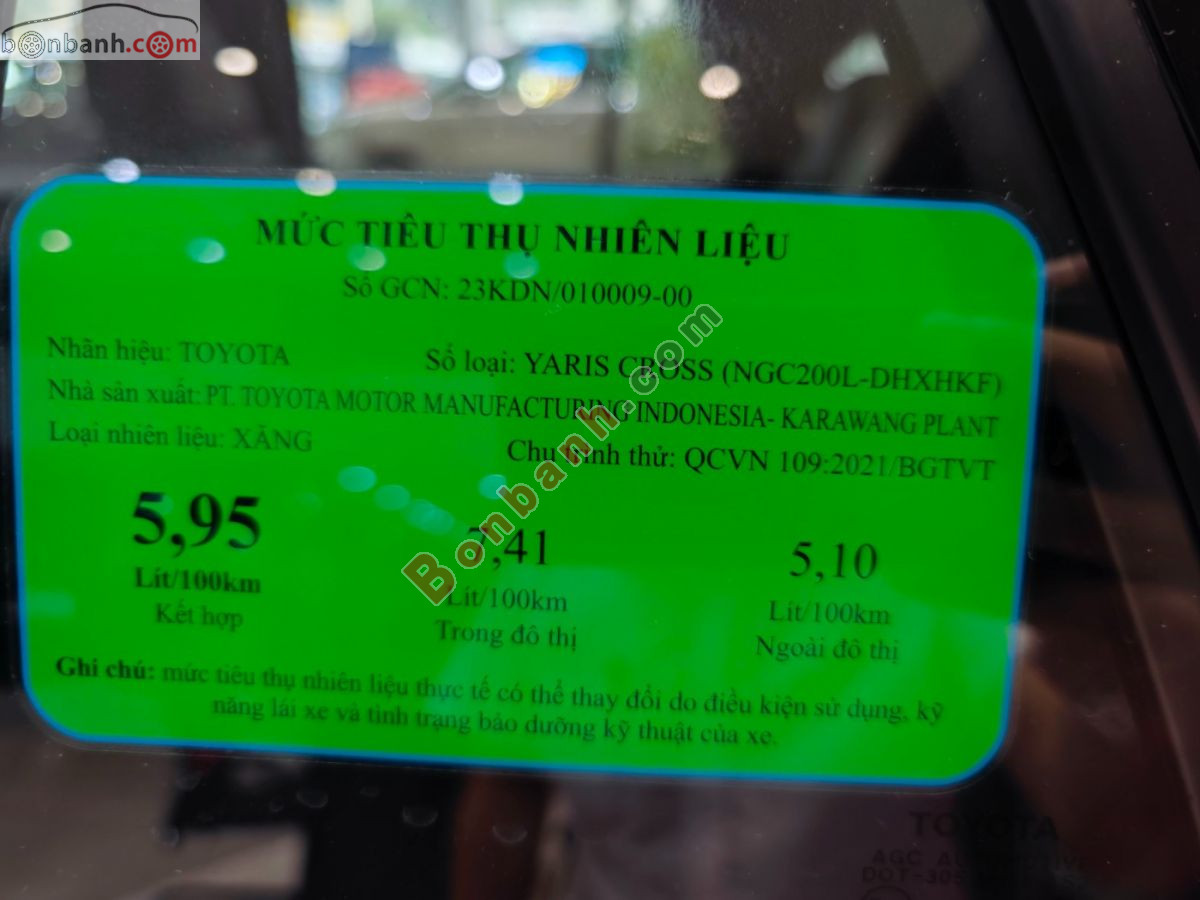 bonbanh.com
MỨC TIÊU THỤ NHIÊN LIỆU
Số GCN: 23KDN/010009-00
Nhãn hiệu: TOYOTA Số loại: YARIS CROSS (NGC200L-DHXHKF)
Nhà sản xuất: PT. TOYOTA MOTOR MANUFACTURING INDONESIA- KARAWANG PLANT
Loại nhiên liệu: XĂNG Chu trình thử: QCVN 109:2021/BGTVT
5,95 7,41 5,10
Lít/100km Lít/100km Lít/100km
Kết hợp Trong đô thị Ngoài đô thị
Ghi chú: mức tiêu thụ nhiên liệu thực tế có thể thay đổi do điều kiện sử dụng, kỹ
năng lái xe và tình trạng bảo dưỡng kỹ thuật của xe.
Bonbanh.com
TOYOTA
AGC AUTOMOTIVE
DOT-305